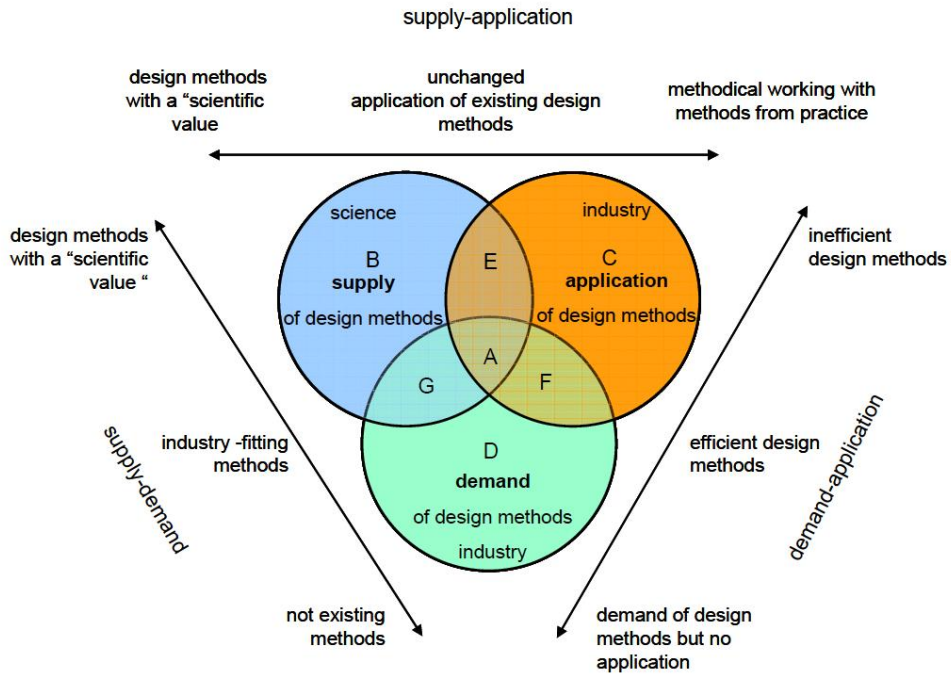 supply-application
design methods
with a “scientific
value
unchanged
application of existing design
methods
methodical working with
methods from practice
design methods
with a “scientific
value “
science
industry
inefficient
design methods
B
supply
of design methods
E
C
application
of design methods
A
G
F
supply-demand
industry -fitting
methods
D
demand
of design methods
industry
efficient design
methods
demand-application
not existing
methods
demand of design
methods but no
application